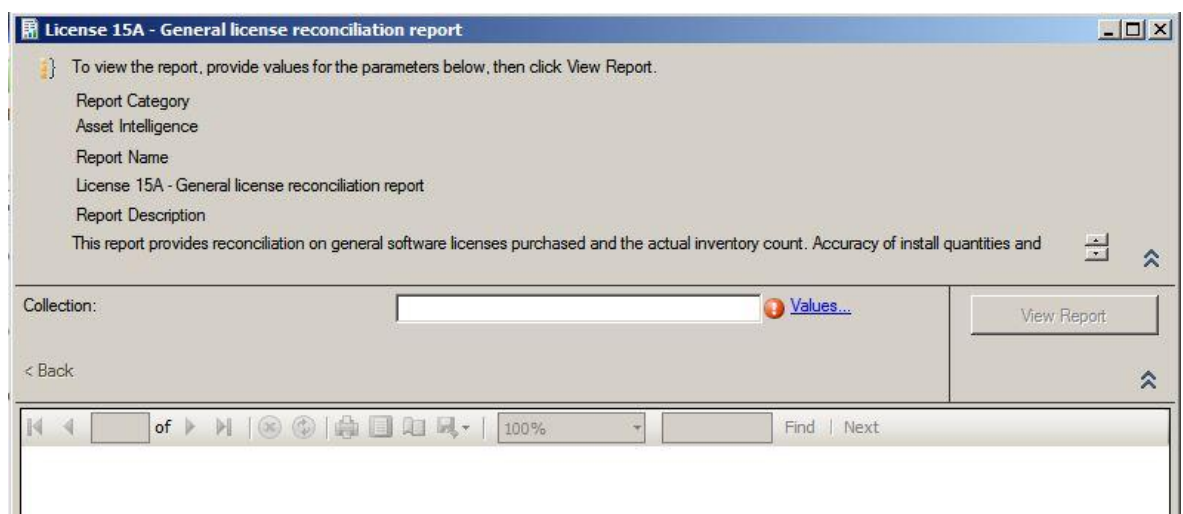 License 15A - General license reconciliation report
To view the report, provide values for the parameters below, then click View Report.
Report Category
Asset Intelligence
Report Name
License 15A - General license reconciliation report
Report Description
This report provides reconciliation on general software licenses purchased and the actual inventory count. Accuracy of install quantities and
Collection:
Values...
View Report
< Back
of
100%
Find | Next